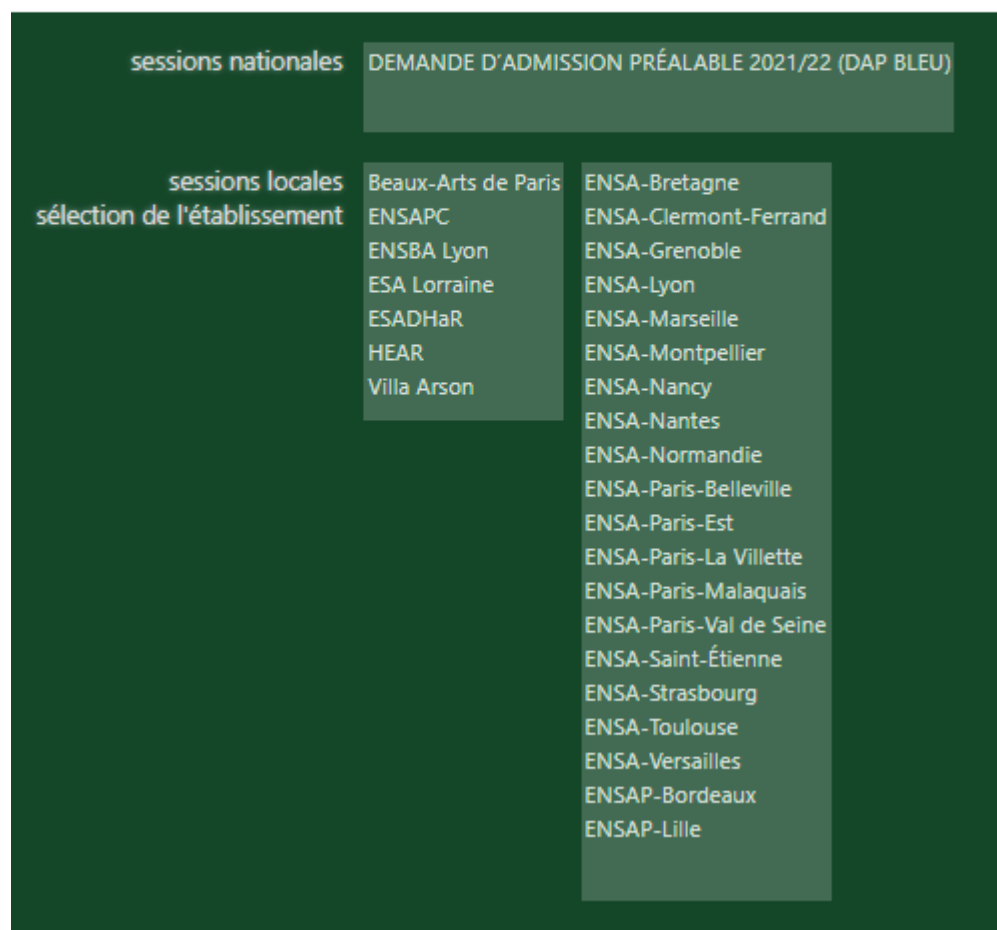 sessions nationales
DEMANDE D'ADMISSION PRÉALABLE 2021/22 (DAP BLEU)
sessions locales
sélection de l'établissement
Beaux-Arts de Paris
ENSAPC
ENSBA Lyon
ESA Lorraine
ESADHaR
HEAR
Villa Arson
ENSA-Bretagne
ENSA-Clermont-Ferrand
ENSA-Grenoble
ENSA-Lyon
ENSA-Marseille
ENSA-Montpellier
ENSA-Nancy
ENSA-Nantes
ENSA-Normandie
ENSA-Paris-Belleville
ENSA-Paris-Est
ENSA-Paris-La Villette
ENSA-Paris-Malaquais
ENSA-Paris-Val de Seine
ENSA-Saint-Étienne
ENSA-Strasbourg
ENSA-Toulouse
ENSA-Versailles
ENSAP-Bordeaux
ENSAP-Lille